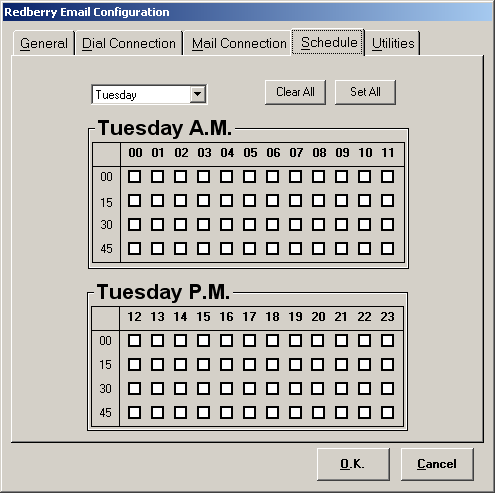 Redberry Email Configuration
General Dial Connection Mail Connection Schedule Utilities
Tuesday Clear All Set All
Tuesday A.M.
00 01 02 03 04 05 06 07 08 09 10 11
00
15
30
45
Tuesday P.M.
12 13 14 15 16 17 18 19 20 21 22 23
00
15
30
45
O.K. Cancel